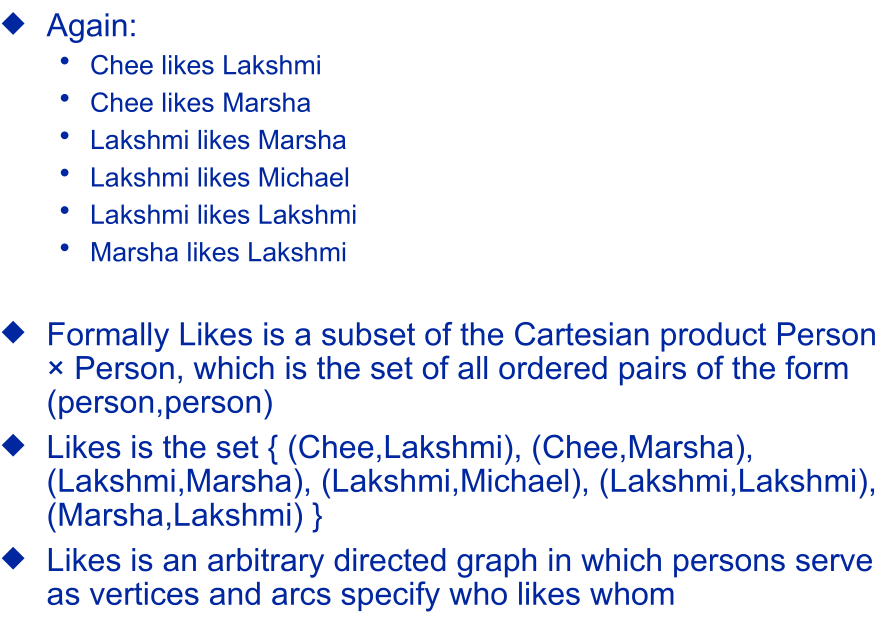 ◆ Again:
• Chee likes Lakshmi
• Chee likes Marsha
• Lakshmi likes Marsha
• Lakshmi likes Michael
• Lakshmi likes Lakshmi
• Marsha likes Lakshmi
◆ Formally Likes is a subset of the Cartesian product Person
× Person, which is the set of all ordered pairs of the form
(person,person)
◆ Likes is the set { (Chee,Lakshmi), (Chee,Marsha),
(Lakshmi,Marsha), (Lakshmi,Michael), (Lakshmi,Lakshmi),
(Marsha,Lakshmi) }
◆ Likes is an arbitrary directed graph in which persons serve
as vertices and arcs specify who likes whom